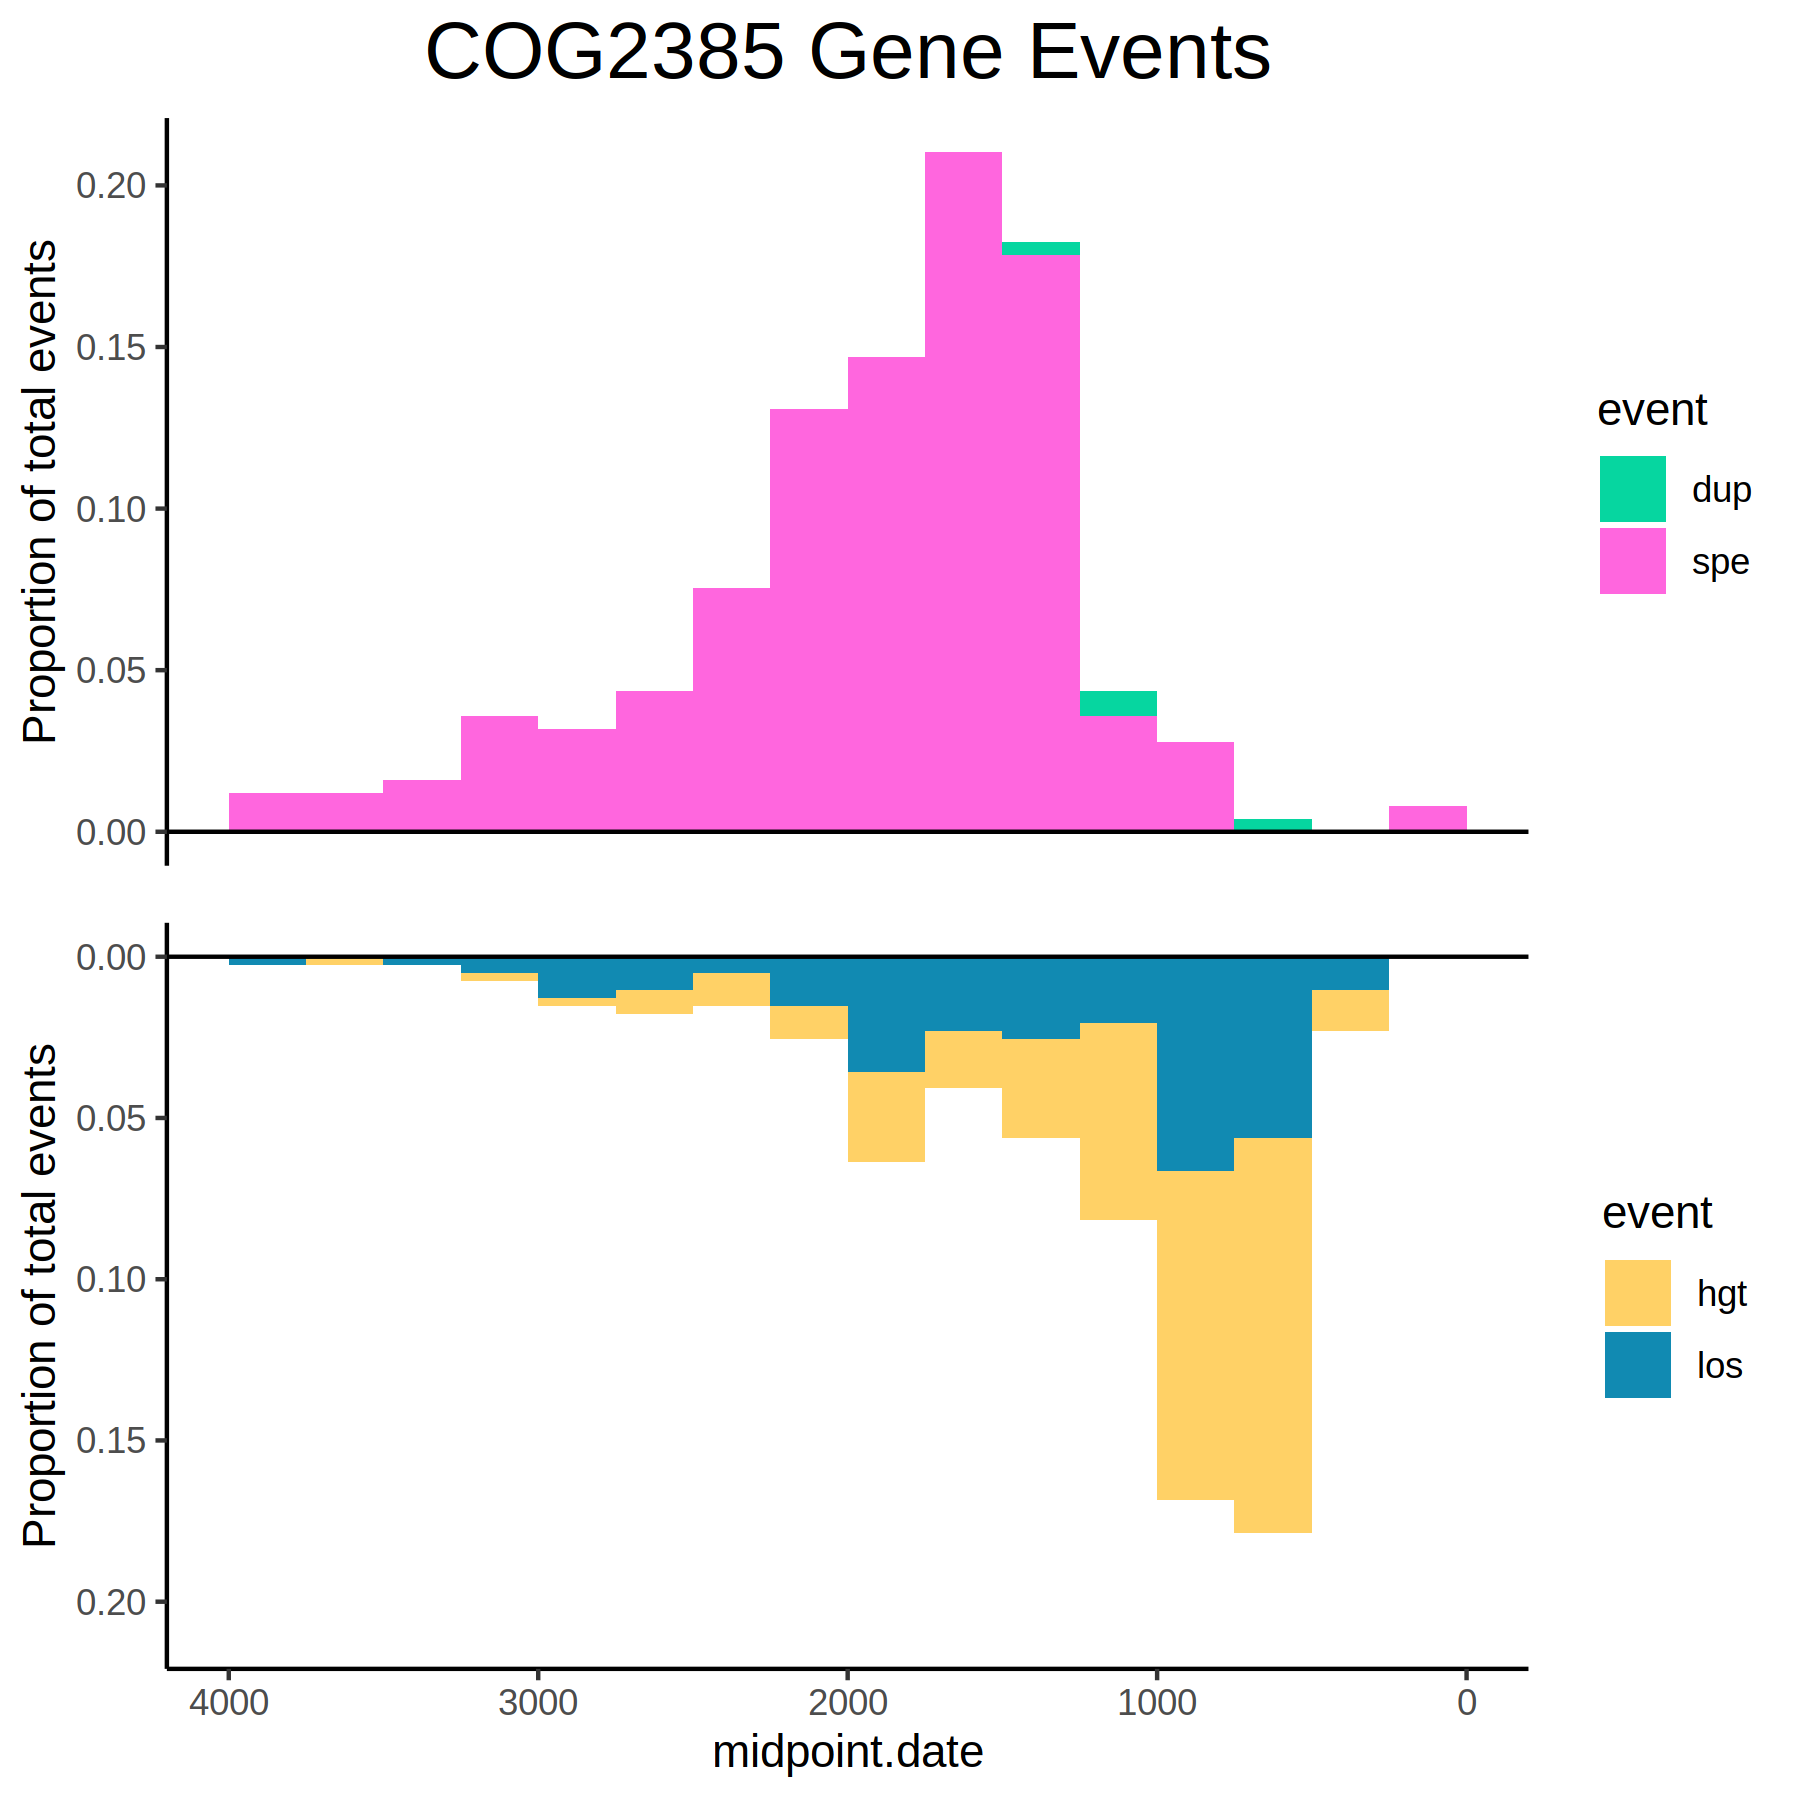 COG2385 Gene Events
Proportion of total events
0.20
0.15
0.10
0.05
0.00
event
dup
spe
Proportion of total events
0.00
0.05
0.10
0.15
0.20
event
hgt
los
4000 3000 2000 1000 0
midpoint.date